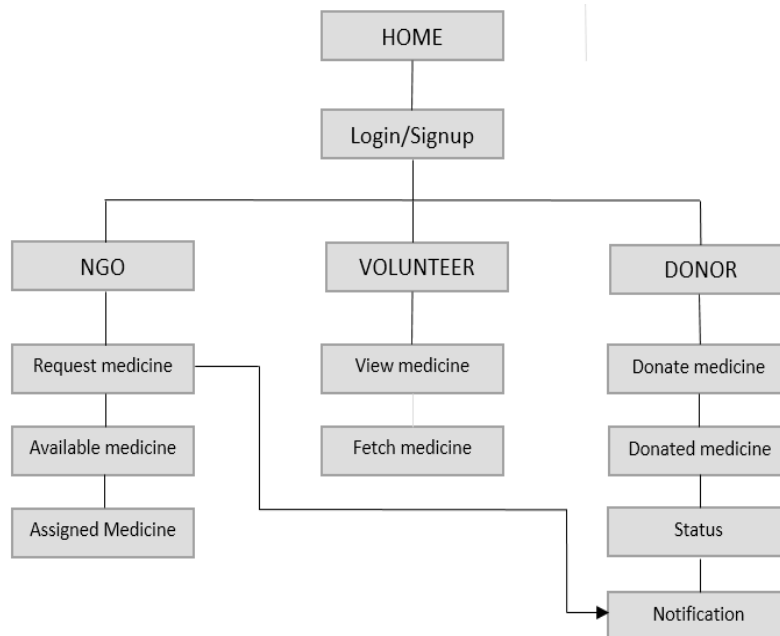 HOME
Login/Signup
NGO
VOLUNTEER
DONOR
Request medicine
View medicine
Donate medicine
Available medicine
Fetch medicine
Donated medicine
Assigned Medicine
Status
Notification